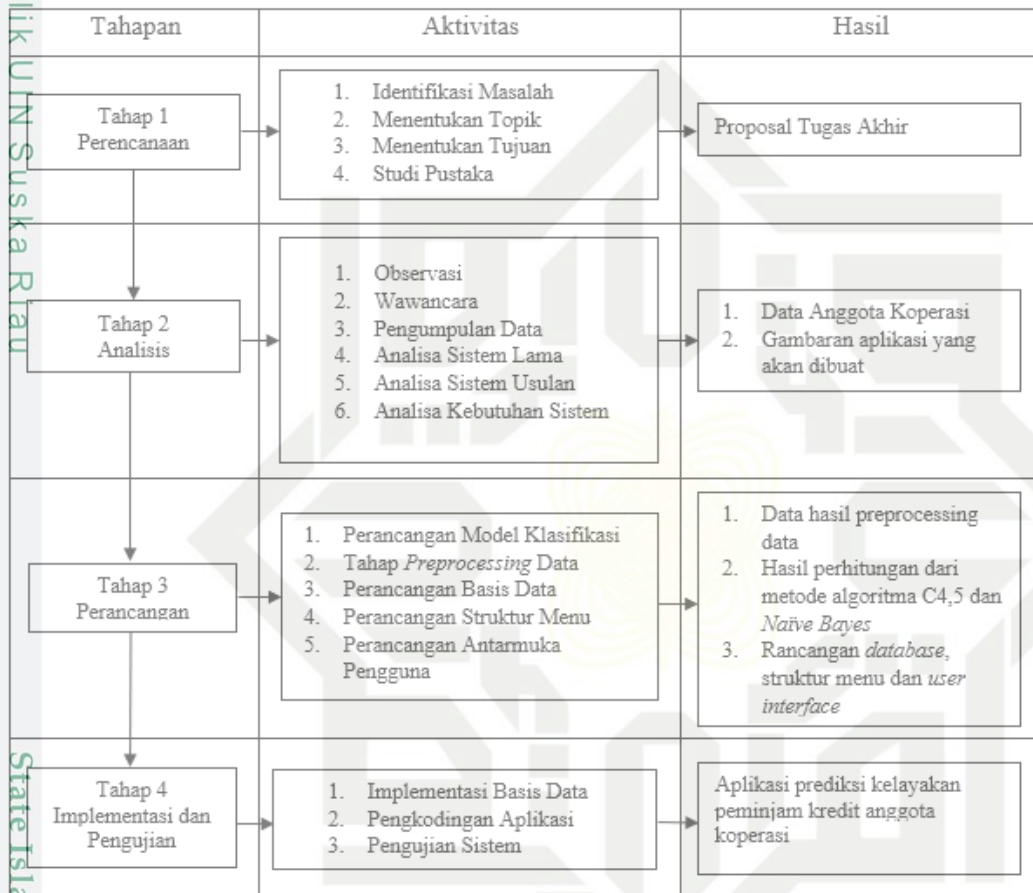 Tahapan
Aktivitas
Hasil
Tahap 1
Perencanaan
1. Identifikasi Masalah
2. Menentukan Topik
3. Menentukan Tujuan
4. Studi Pustaka
Proposal Tugas Akhir
Tahap 2
Analisis
1. Observasi
2. Wawancara
3. Pengumpulan Data
4. Analisa Sistem Lama
5. Analisa Sistem Usulan
6. Analisa Kebutuhan Sistem
1. Data Anggota Koperasi
2. Gambaran aplikasi yang
akan dibuat
Tahap 3
Perancangan
1. Perancangan Model Klasifikasi
2. Tahap Preprocessing Data
3. Perancangan Basis Data
4. Perancangan Struktur Menu
5. Perancangan Antarmuka
Pengguna
1. Data hasil preprocessing
data
2. Hasil perhitungan dari
metode algoritma C4,5 dan
Naïve Bayes
3. Rancangan database,
struktur menu dan user
interface
Tahap 4
Implementasi dan
Pengujian
1. Implementasi Basis Data
2. Pengkodingan Aplikasi
3. Pengujian Sistem
Aplikasi prediksi kelayakan
peminjam kredit anggota
koperasi
lik UIN Suska Riau
State Isla